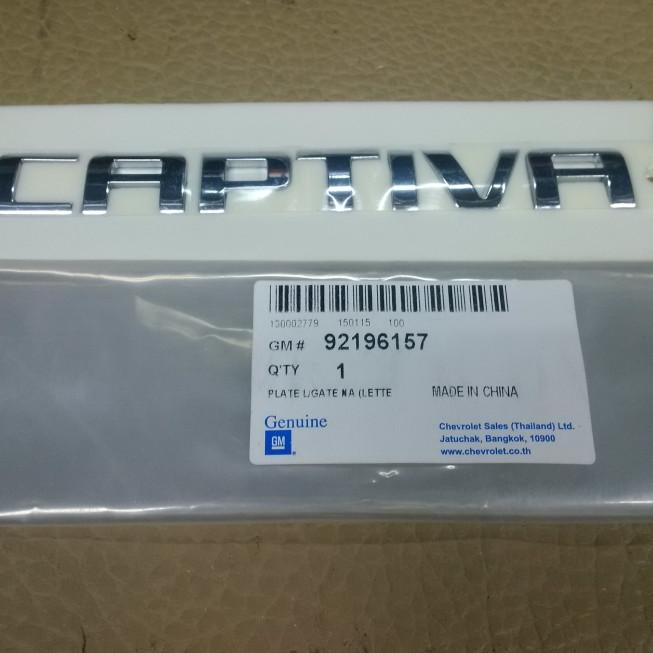 CAPTIVA
130002779 150115 100
GM # 92196157
Q'TY 1
PLATE L/GATE NA (LETTE
MADE IN CHINA
Genuine
GM
Chevrolet Sales (Thailand) Ltd.
Jatuchak, Bangkok, 10900
www.chevrolet.co.th